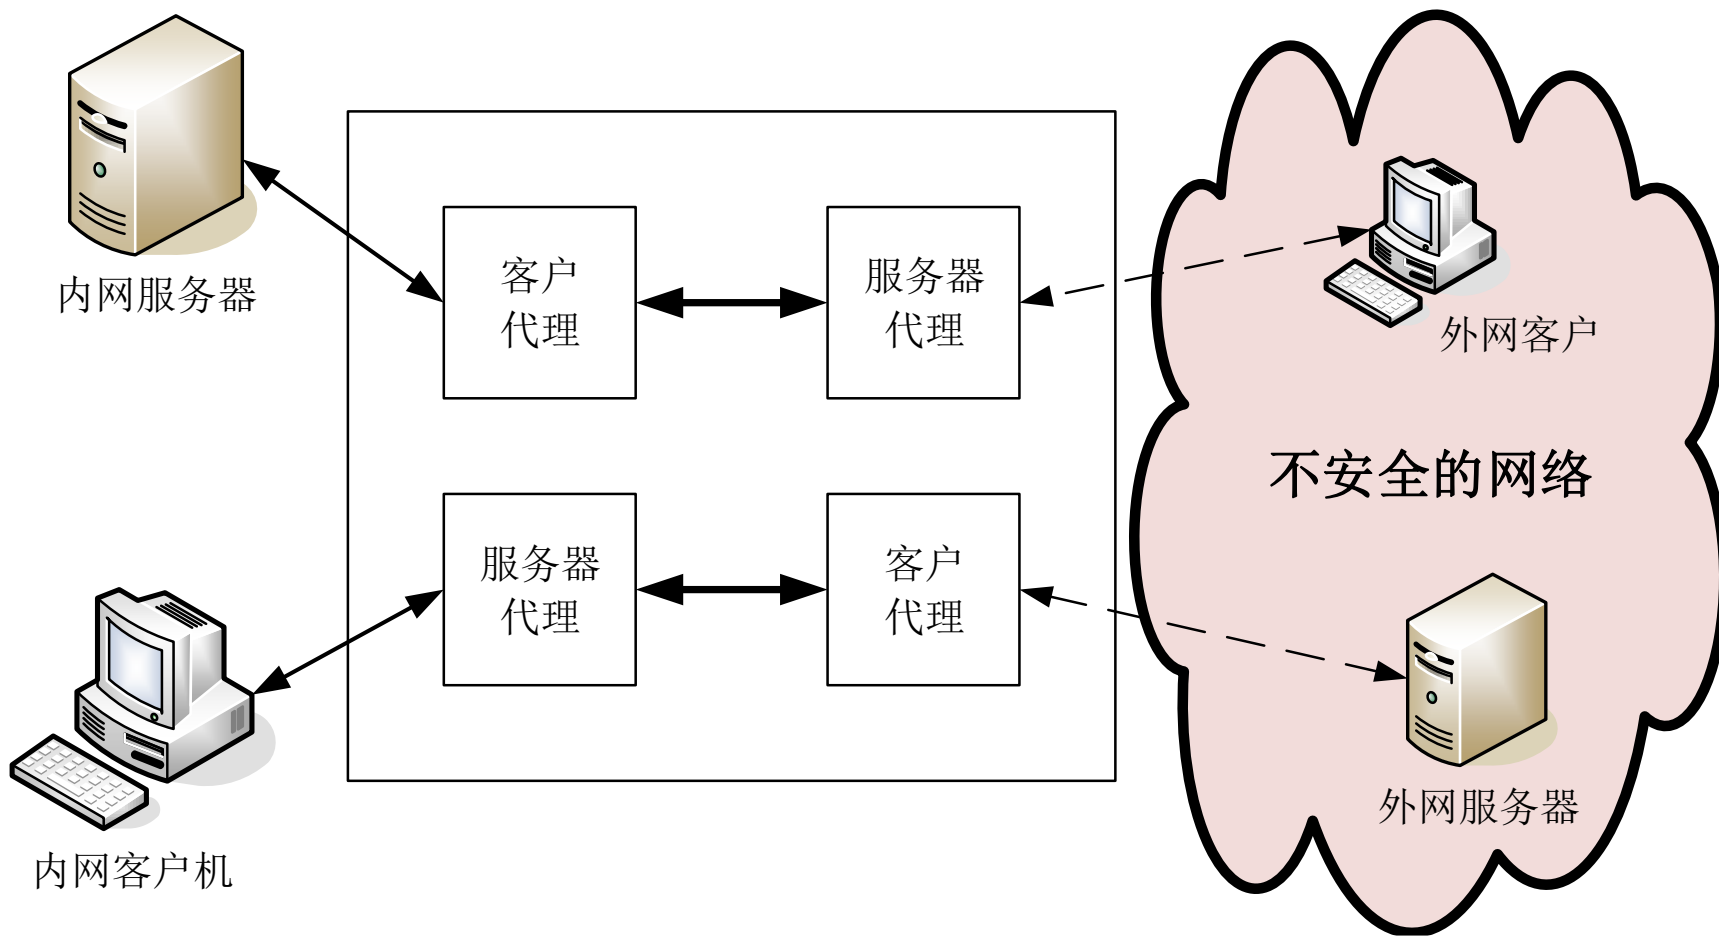 内网服务器
客户
代理
服务器
代理
外网客户
不安全的网络
服务器
代理
客户
代理
外网服务器
内网客户机